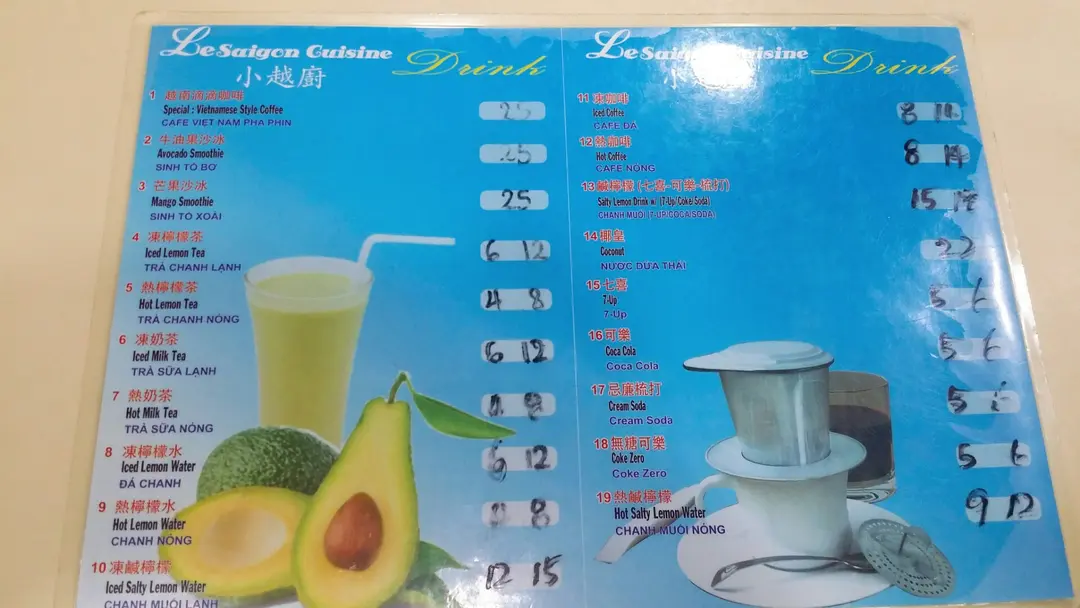 Le Saigon Cuisine
Drink
小越廚
1 越南滴滴咖啡 25
Special : Vietnamese Style Coffee
CAFE VIỆT NAM PHA PHIN
2 牛油果沙冰 25
Avocado Smoothie
SINH TỐ BƠ
3 芒果沙冰 25
Mango Smoothie
SINH TỐ XOÀI
4 凍檸檬茶 6 12
Iced Lemon Tea
TRÀ CHANH LẠNH
5 熱檸檬茶 4 8
Hot Lemon Tea
TRÀ CHANH NÓNG
6 凍奶茶 6 12
Iced Milk Tea
TRÀ SỮA LẠNH
7 熱奶茶 8
Hot Milk Tea
TRÀ SỮA NÓNG
8 凍檸檬水 12
Iced Lemon Water
ĐÁ CHANH
9 熱檸檬水 8
Hot Lemon Water
CHANH NÓNG
10 凍鹹檸檬 12 15
Iced Salty Lemon Water
CHANH MUỐI LẠNH
Le Saigon Cuisine
Drink
11 凍咖啡 8
Iced Coffee
CAFE ĐÁ
12 熱咖啡 8 14
Hot Coffee
CAFE NÓNG
13 鹹檸檬 (七喜-可樂-梳打) 15
Salty Lemon Drink w/ (7-Up/Coke/Soda)
CHANH MUỐI (7-UP/COCA/SODA)
14 椰皇 22
Coconut
NƯỚC DỪA THÁI
15 七喜 5 6
7-Up
7-Up
16 可樂 5 6
Coca Cola
Coca Cola
17 忌廉梳打 5 6
Cream Soda
Cream Soda
18 無糖可樂 5 6
Coke Zero
Coke Zero
19 熱鹹檸檬 9 12
Hot Salty Lemon Water
CHANH MUỐI NÓNG